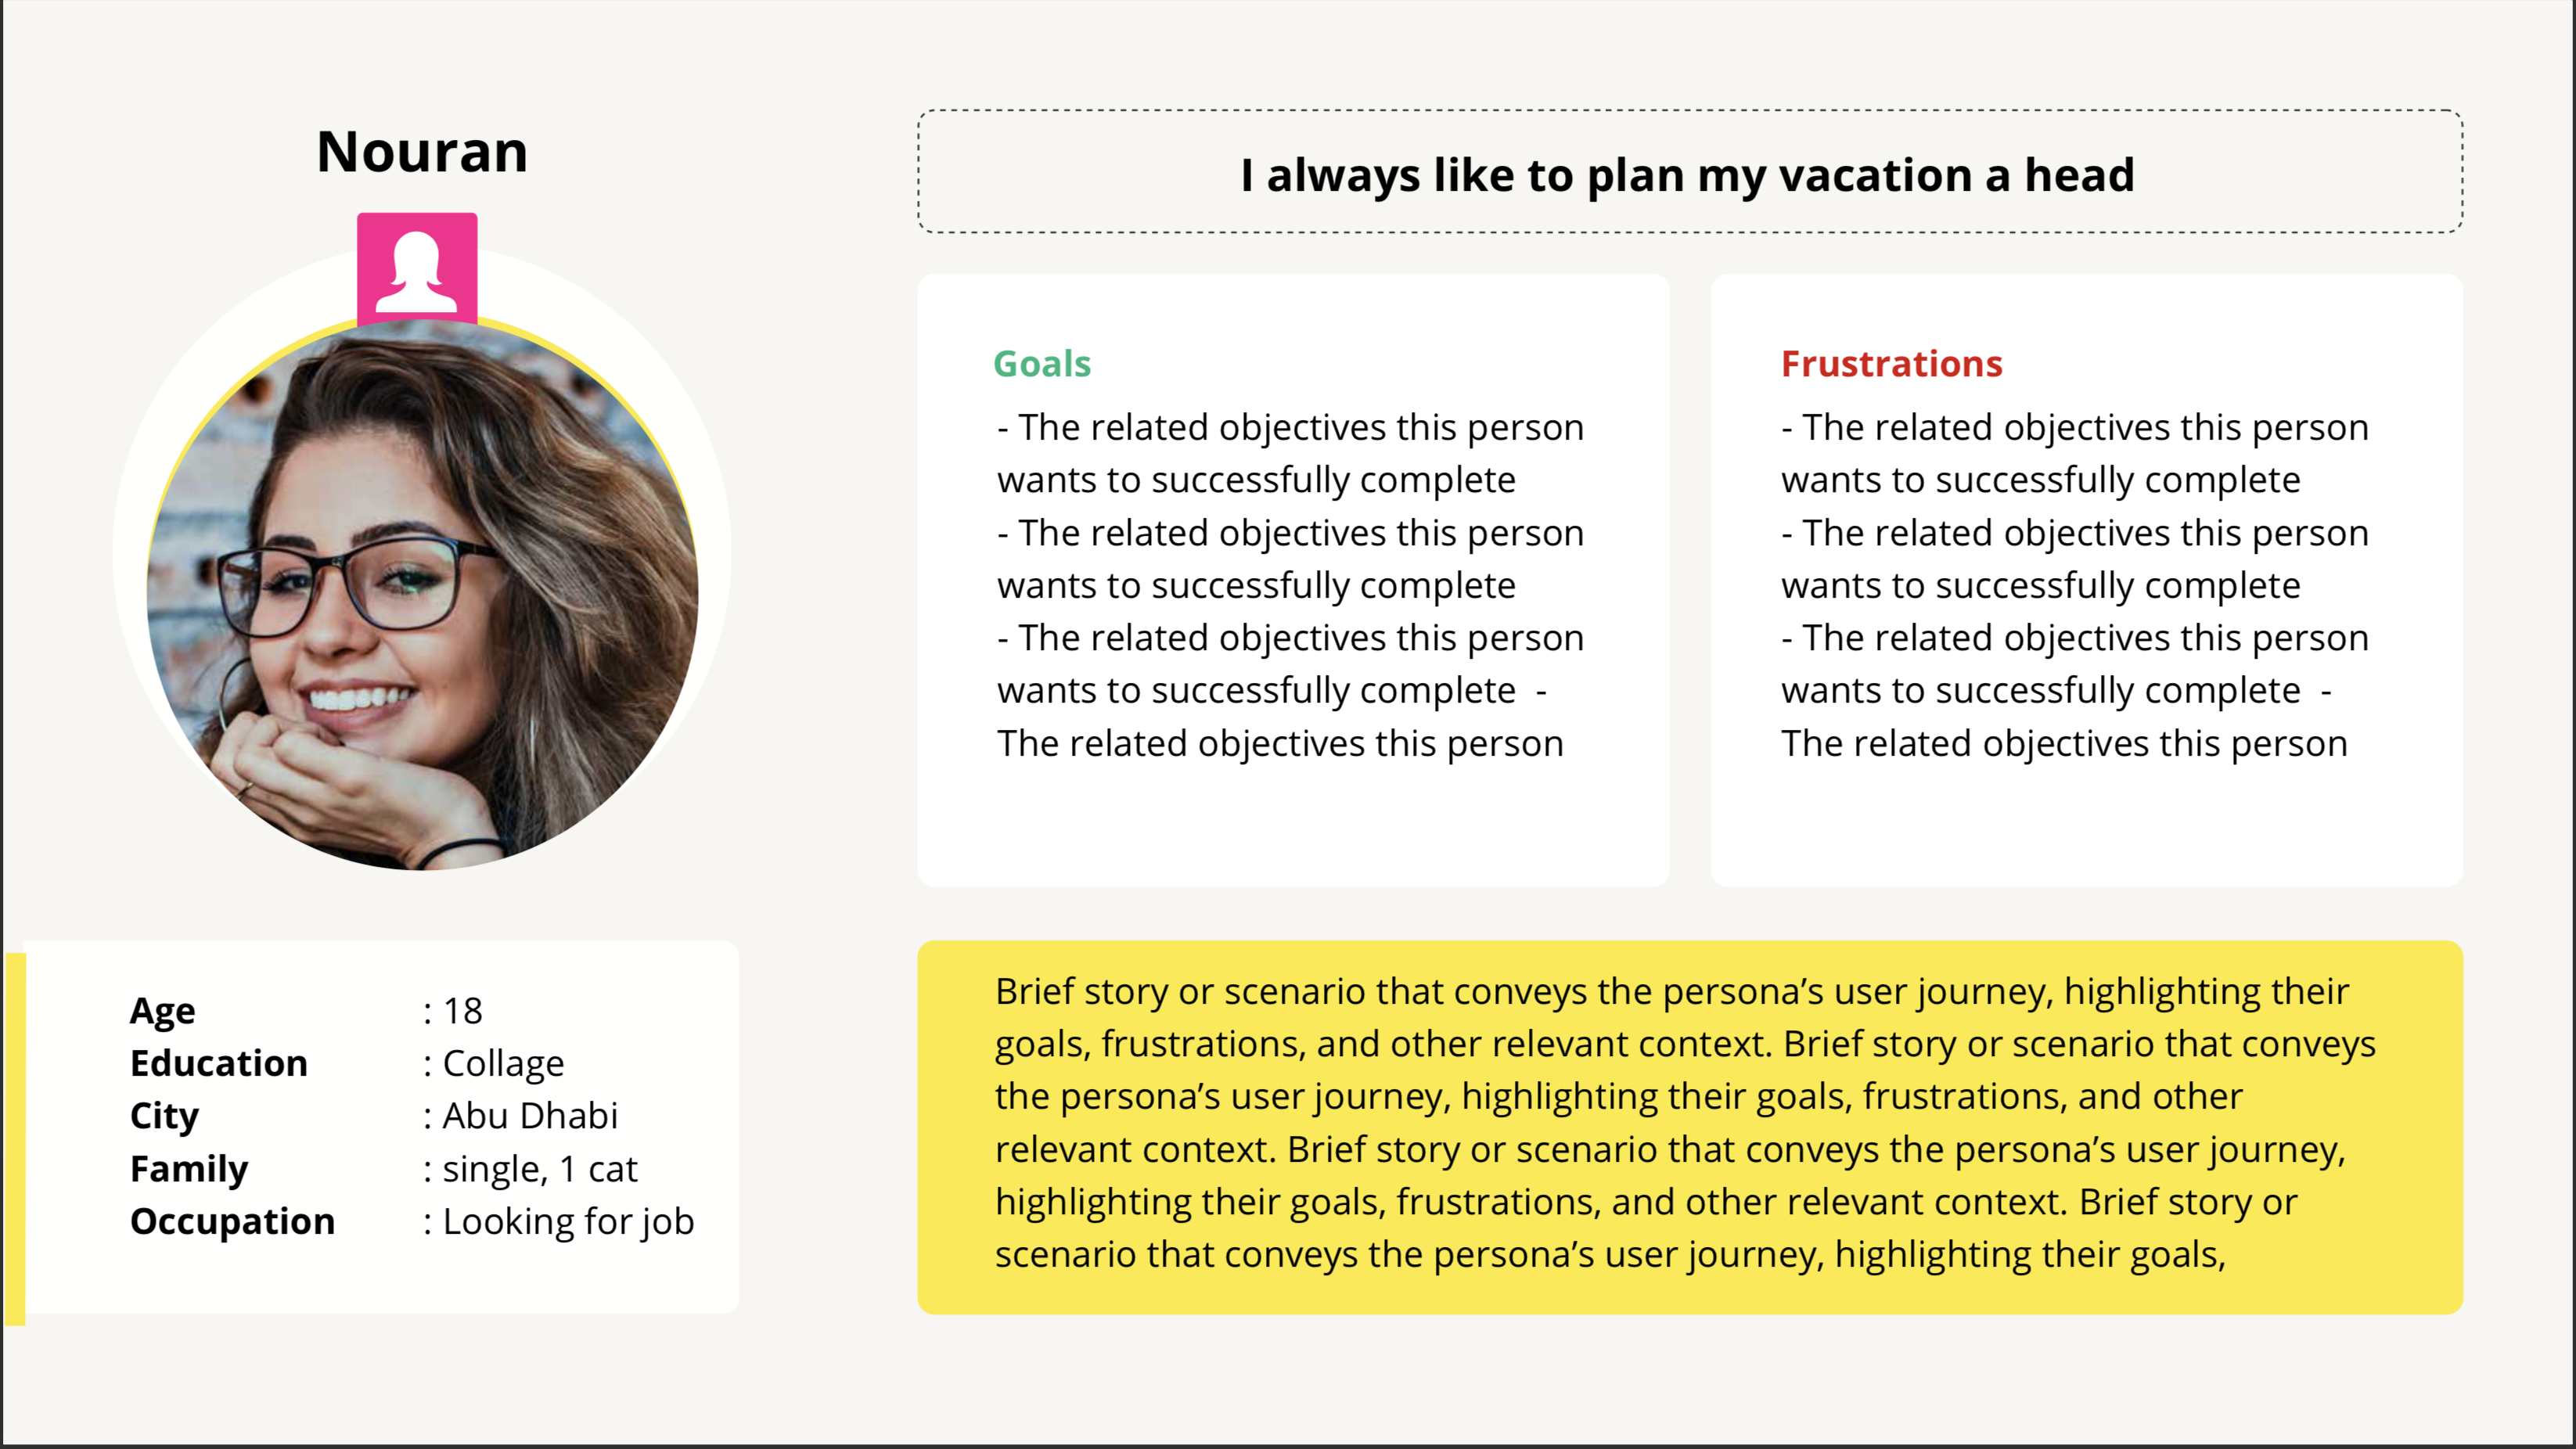 Nouran
I always like to plan my vacation a head
Goals
- The related objectives this person
wants to successfully complete
- The related objectives this person
wants to successfully complete
- The related objectives this person
wants to successfully complete  -
The related objectives this person
Frustrations
- The related objectives this person
wants to successfully complete
- The related objectives this person
wants to successfully complete
- The related objectives this person
wants to successfully complete  -
The related objectives this person
Age : 18
Education : Collage
City : Abu Dhabi
Family : single, 1 cat
Occupation : Looking for job
Brief story or scenario that conveys the persona’s user journey, highlighting their
goals, frustrations, and other relevant context. Brief story or scenario that conveys
the persona’s user journey, highlighting their goals, frustrations, and other
relevant context. Brief story or scenario that conveys the persona’s user journey,
highlighting their goals, frustrations, and other relevant context. Brief story or
scenario that conveys the persona’s user journey, highlighting their goals,